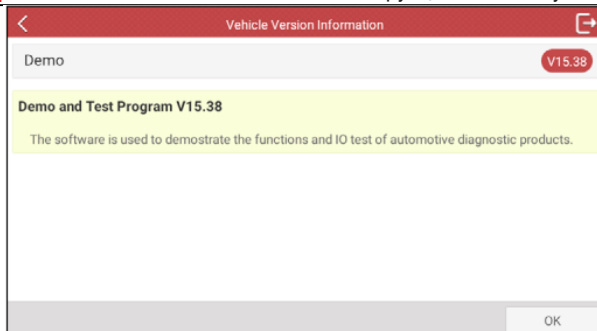 Vehicle Version Information
Demo
V15.38
Demo and Test Program V15.38
The software is used to demostrate the functions and IO test of automotive diagnostic products.
OK